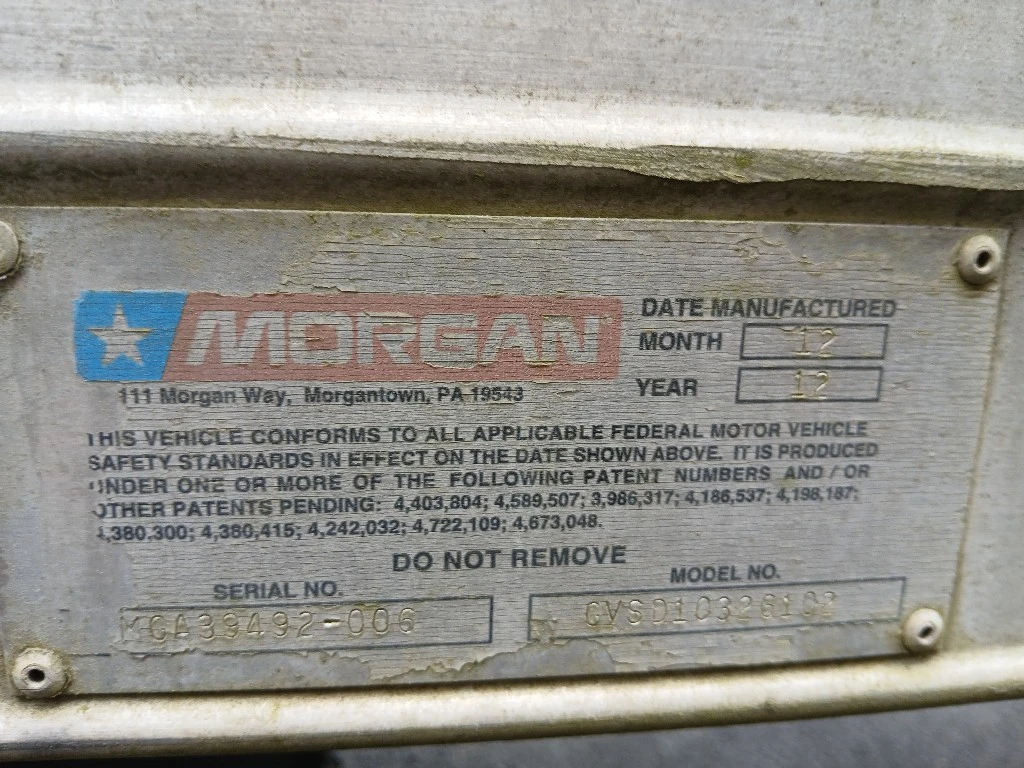 MORGAN
111 Morgan Way, Morgantown, PA 19543
DATE MANUFACTURED
MONTH 12
YEAR 12
THIS VEHICLE CONFORMS TO ALL APPLICABLE FEDERAL MOTOR VEHICLE
SAFETY STANDARDS IN EFFECT ON THE DATE SHOWN ABOVE. IT IS PRODUCED
UNDER ONE OR MORE OF THE FOLLOWING PATENT NUMBERS AND / OR
OTHER PATENTS PENDING: 4,403,804; 4,589,507; 3,986,317; 4,186,537; 4,198,187;
4,380,300; 4,380,415; 4,242,032; 4,722,109; 4,673,048.
DO NOT REMOVE
SERIAL NO.
MGA39492-006
MODEL NO.
GVSD10326102